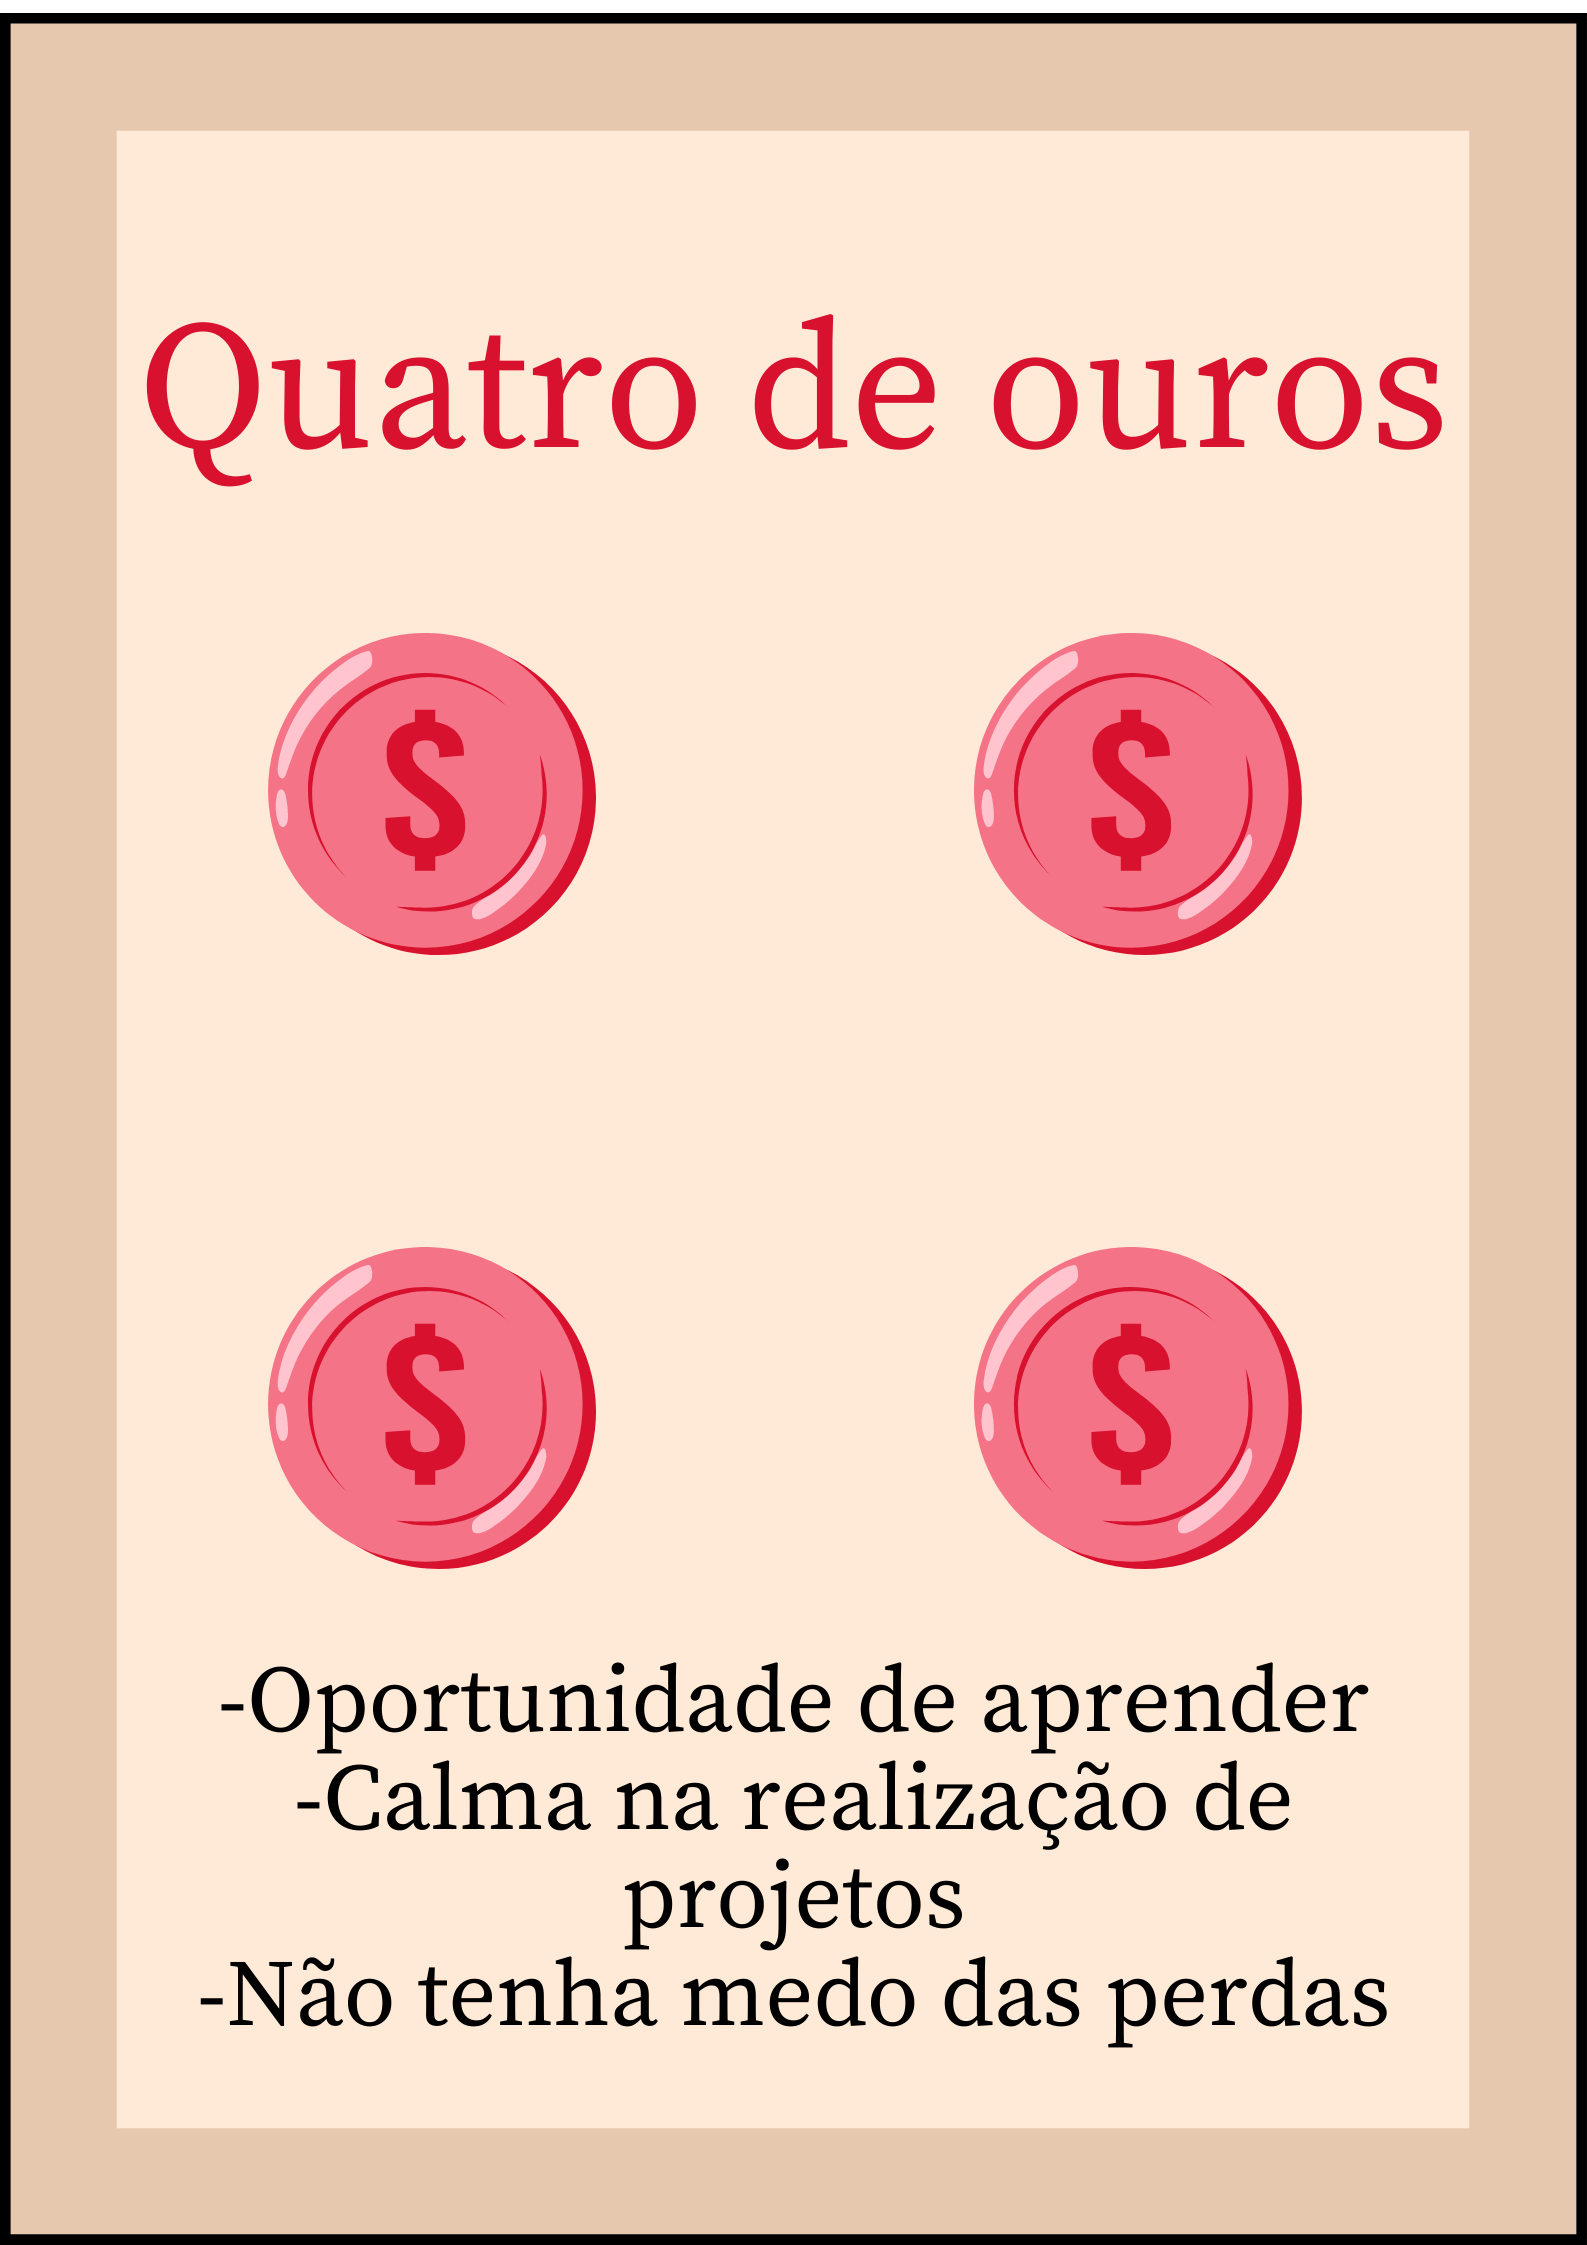 Quatro de ouros
$
$
$
$
-Oportunidade de aprender
-Calma na realização de
projetos
-Não tenha medo das perdas